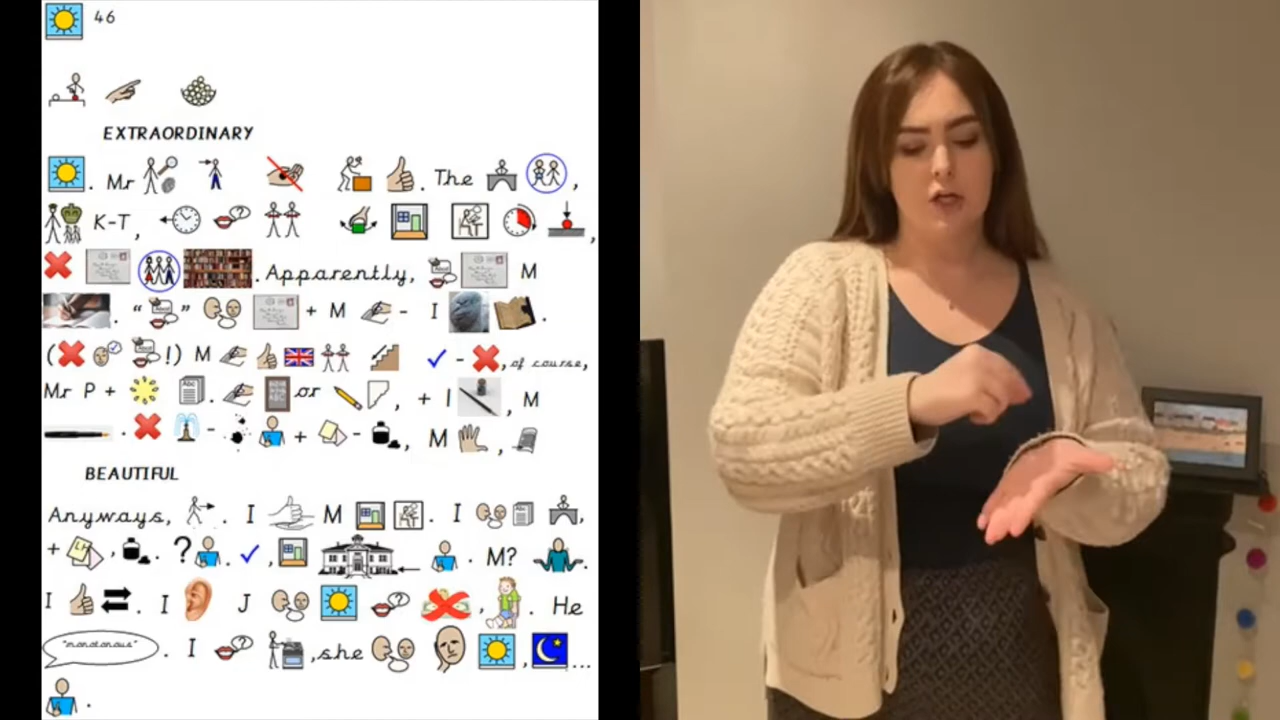 46
EXTRAORDINARY
. Mr . The ,
K-T, ,
. Apparently, M
. “ ” + M - I .
( !) M - , of course,
Mr P + . or , + I , M
. - + - , M ,
BEAUTIFUL
Anyways, . I M . I ,
+ , . ? , . M? .
I . I J , . He
"monotonous" . I , she , ...
.